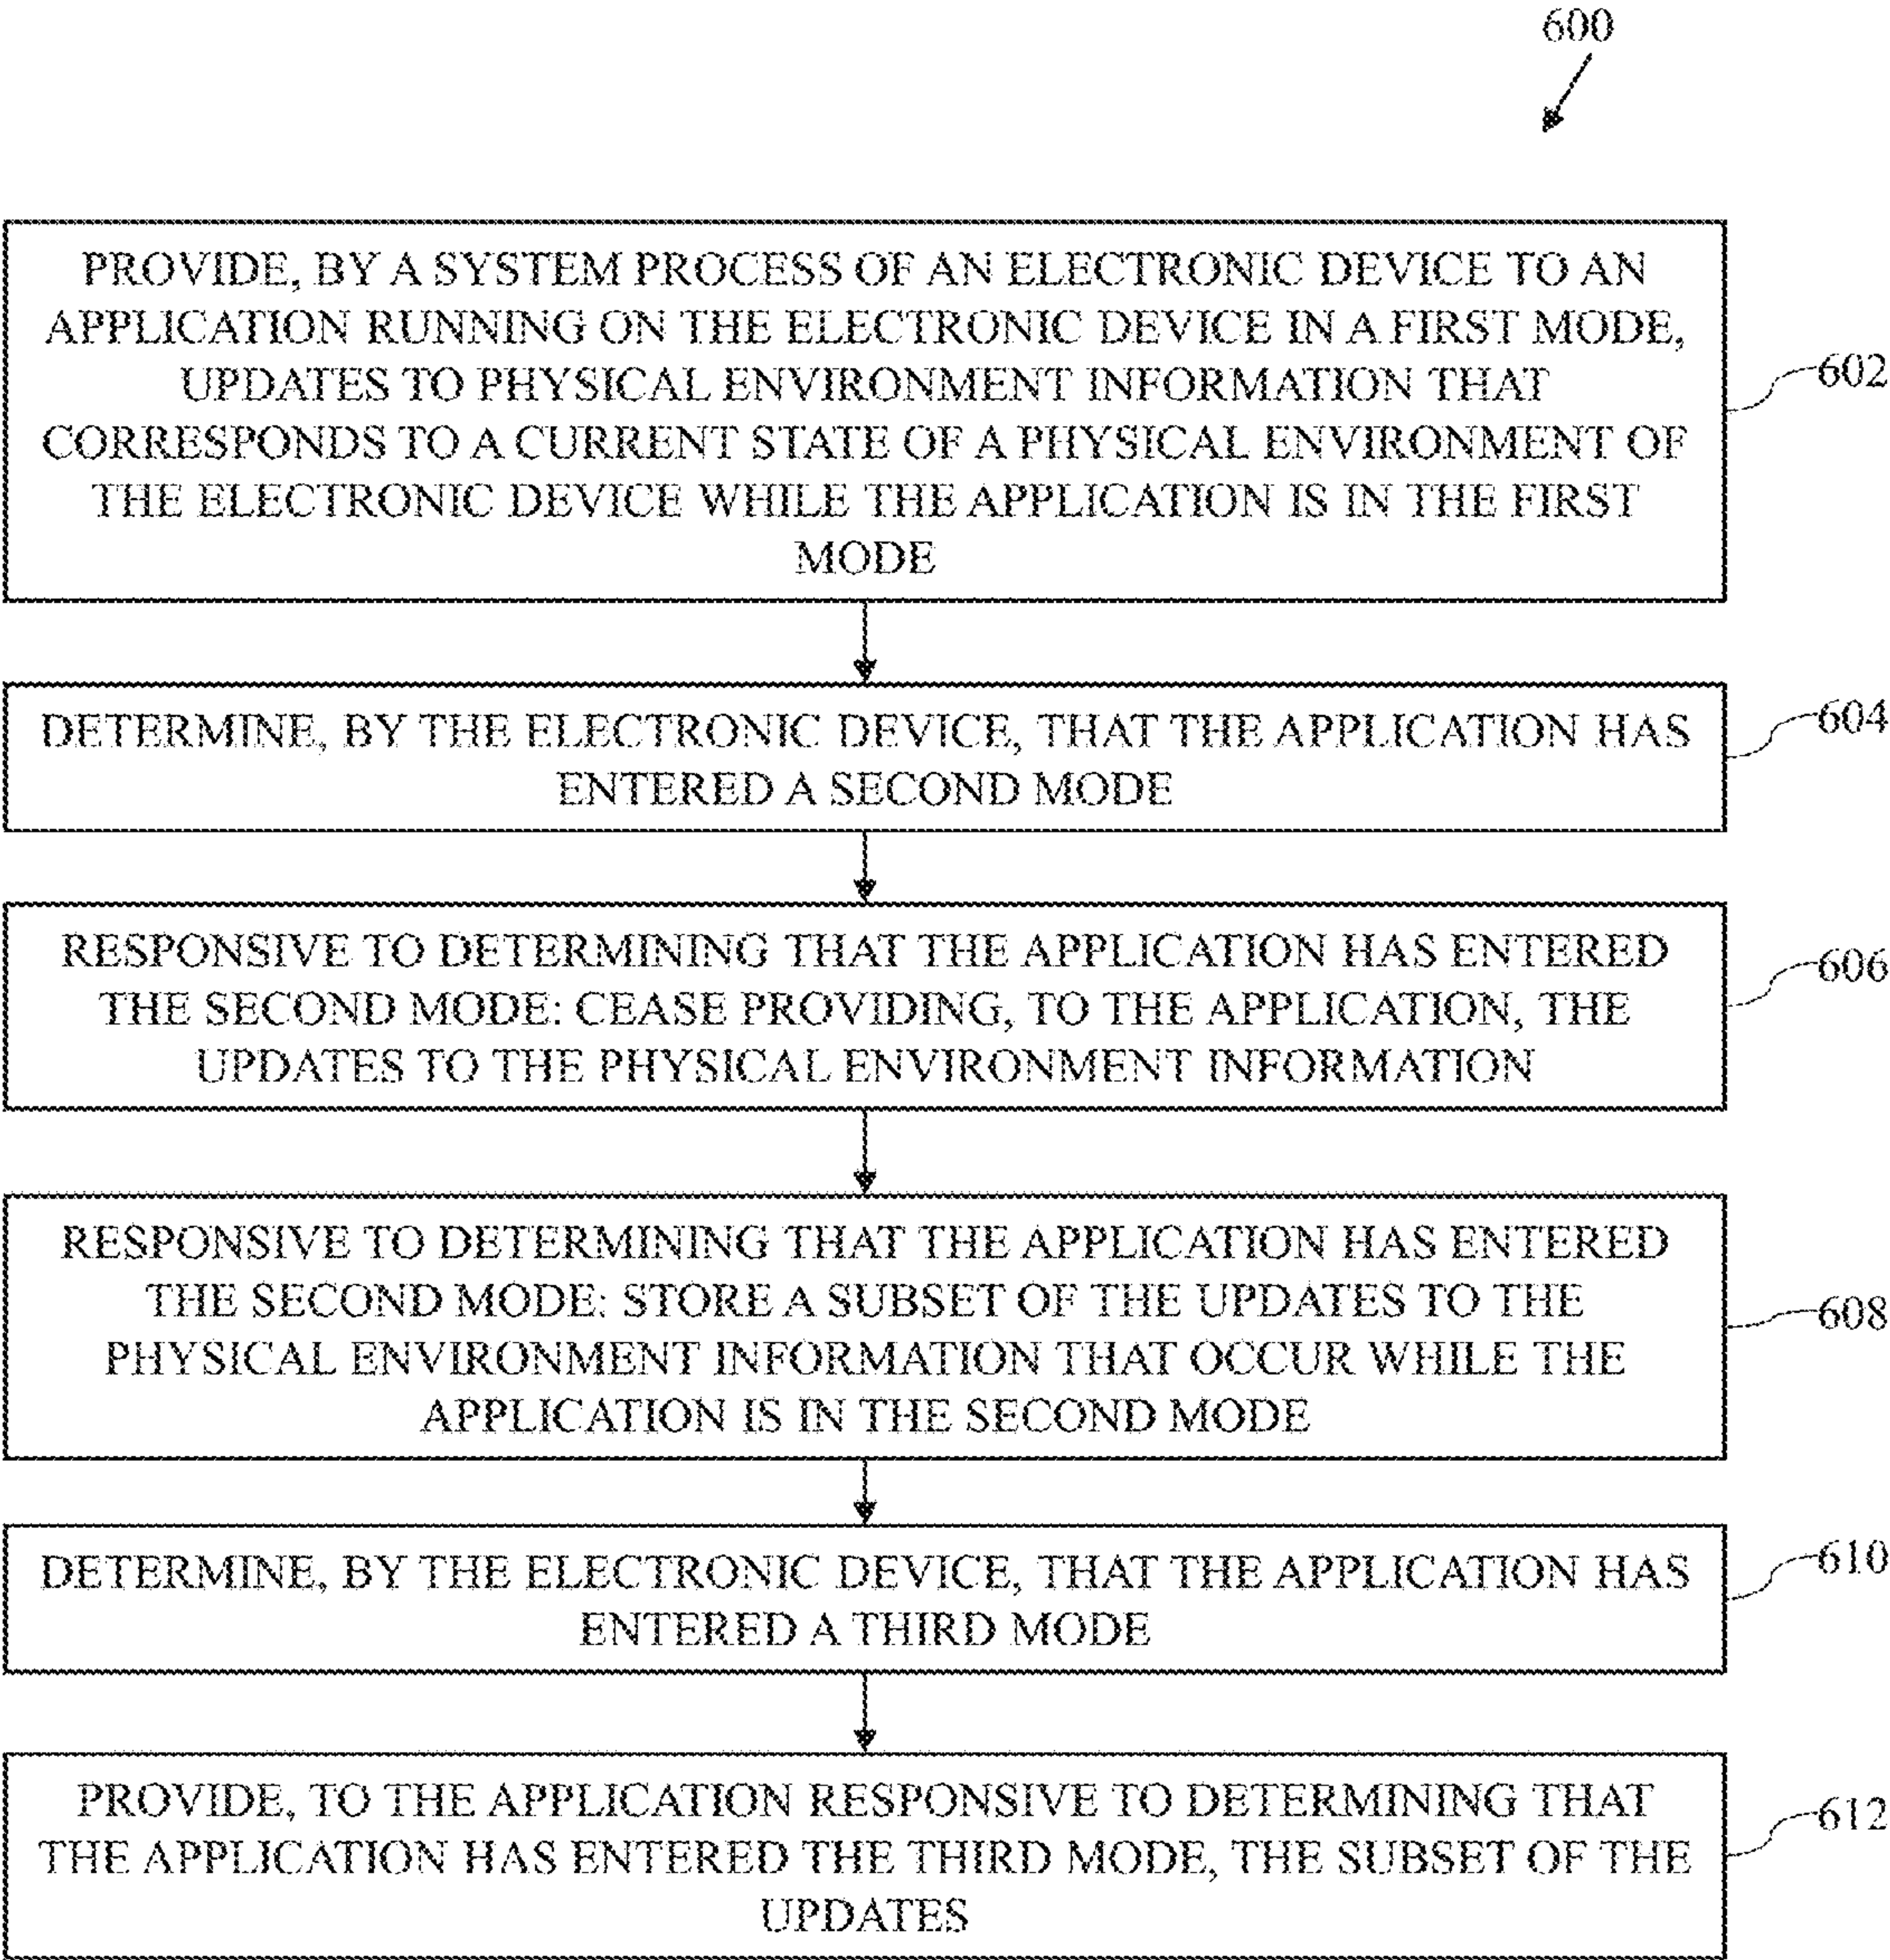 600
PROVIDE, BY A SYSTEM PROCESS OF AN ELECTRONIC DEVICE TO AN
APPLICATION RUNNING ON THE ELECTRONIC DEVICE IN A FIRST MODE,
UPDATES TO PHYSICAL ENVIRONMENT INFORMATION THAT
CORRESPONDS TO A CURRENT STATE OF A PHYSICAL ENVIRONMENT OF
THE ELECTRONIC DEVICE WHILE THE APPLICATION IS IN THE FIRST
MODE
602
DETERMINE, BY THE ELECTRONIC DEVICE, THAT THE APPLICATION HAS
ENTERED A SECOND MODE
604
RESPONSIVE TO DETERMINING THAT THE APPLICATION HAS ENTERED
THE SECOND MODE: CEASE PROVIDING, TO THE APPLICATION, THE
UPDATES TO THE PHYSICAL ENVIRONMENT INFORMATION
606
RESPONSIVE TO DETERMINING THAT THE APPLICATION HAS ENTERED
THE SECOND MODE: STORE A SUBSET OF THE UPDATES TO THE
PHYSICAL ENVIRONMENT INFORMATION THAT OCCUR WHILE THE
APPLICATION IS IN THE SECOND MODE
608
DETERMINE, BY THE ELECTRONIC DEVICE, THAT THE APPLICATION HAS
ENTERED A THIRD MODE
610
PROVIDE, TO THE APPLICATION RESPONSIVE TO DETERMINING THAT
THE APPLICATION HAS ENTERED THE THIRD MODE, THE SUBSET OF THE
UPDATES
612